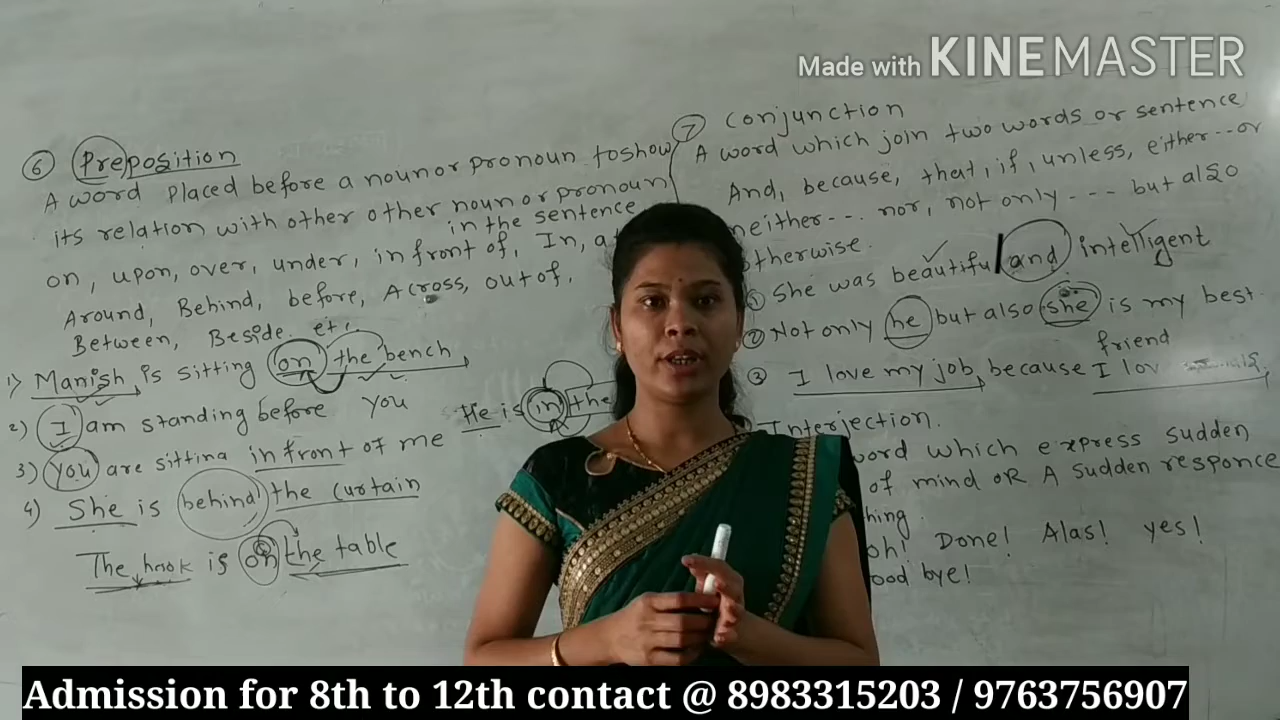 Made with KINEMASTER
6 Preposition
A word placed before a noun or pronoun to show
its relation with other other noun or pronoun
in the sentence
on, upon, over, under, in front of, In, at
Around, Behind, before, Across, out of,
Between, Beside etc.
1) Manish is sitting on the bench
2) I am standing before you
3) you are sitting in front of me
4) She is behind the curtain
The book is on the table
He is in the
7 Conjunction
A word which join two words or sentence
And, because, that, if, unless, either -- or
neither --- nor, not only --- but also
otherwise.
1 She was beautiful and intelligent
2 Not only he but also she is my best
friend
3 I love my job, because I lov
Interjection.
word which express sudden
of mind OR A sudden responce
hing.
oh! Done! Alas! yes!
ood bye!
Admission for 8th to 12th contact @ 8983315203 / 9763756907